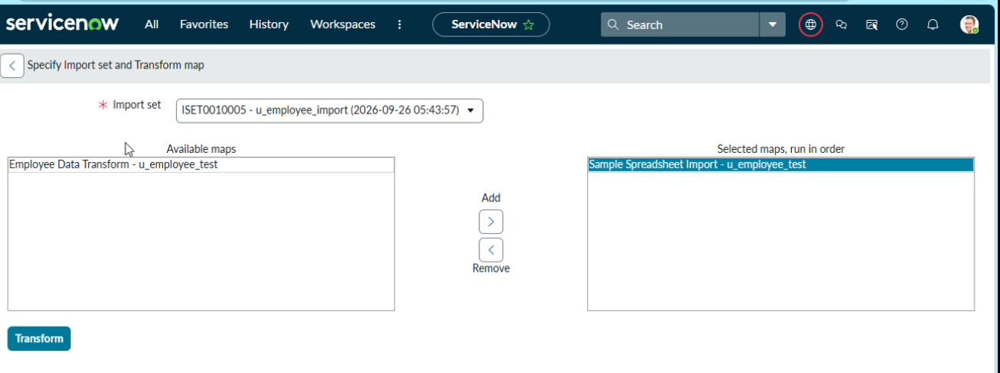 servicenow All Favorites History Workspaces ServiceNow Search
Specify Import set and Transform map
Import set ISET0010005 - u_employee_import (2026-09-26 05:43:57)
Available maps Selected maps, run in order
Employee Data Transform - u_employee_test Sample Spreadsheet Import - u_employee_test
Add
Remove
Transform